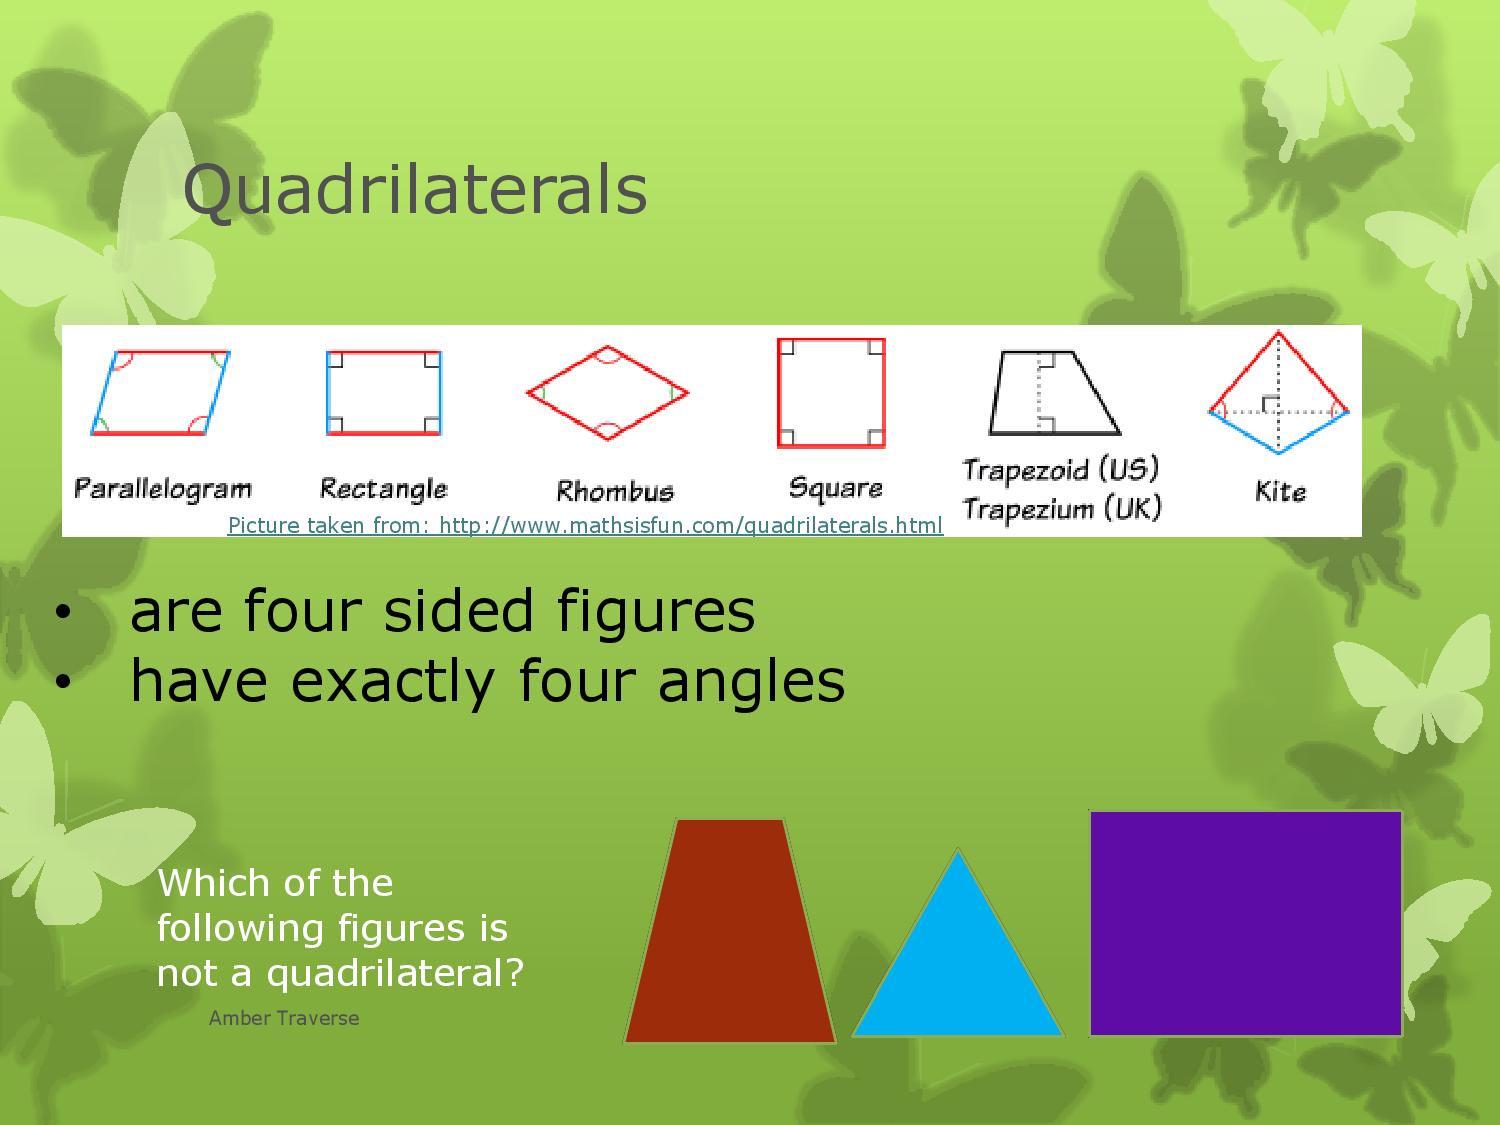 Quadrilaterals
Parallelogram
Rectangle
Rhombus
Square
Trapezoid (US)
Trapezium (UK)
Kite
Picture taken from: http://www.mathsisfun.com/quadrilaterals.html
• are four sided figures
• have exactly four angles
Which of the
following figures is
not a quadrilateral?
Amber Traverse